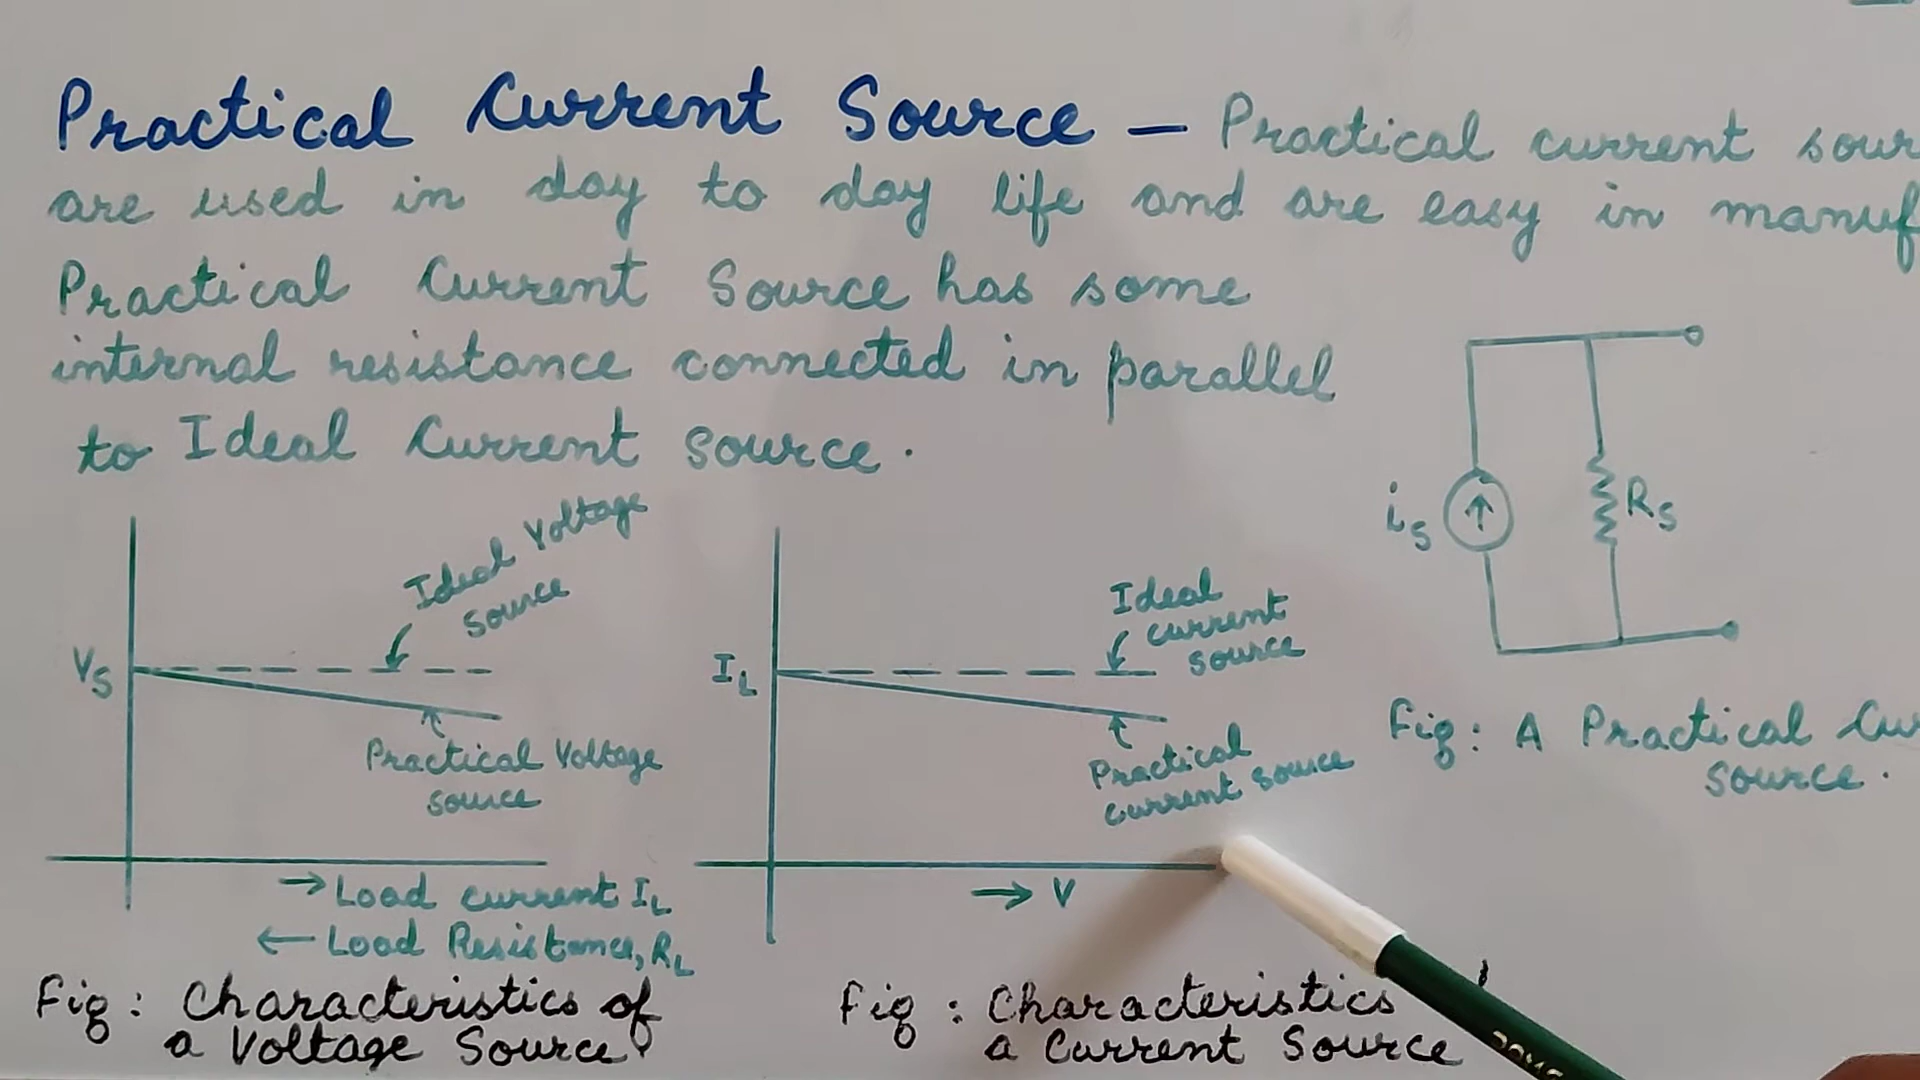 Practical Current Source - Practical current sour
are used in day to day life and are easy in manuf
Practical Current Source has some
internal resistance connected in parallel
to Ideal Current Source.
Ideal Voltage
source
Vs
Practical Voltage
source
→ Load current IL
← Load Resistance, RL
Fig : Characteristics of
a Voltage Source
Ideal
current
source
IL
Practical
current source
→ V
Fig : Characteristics
a Current Source
is
Rs
Fig : A Practical Cur
Source.